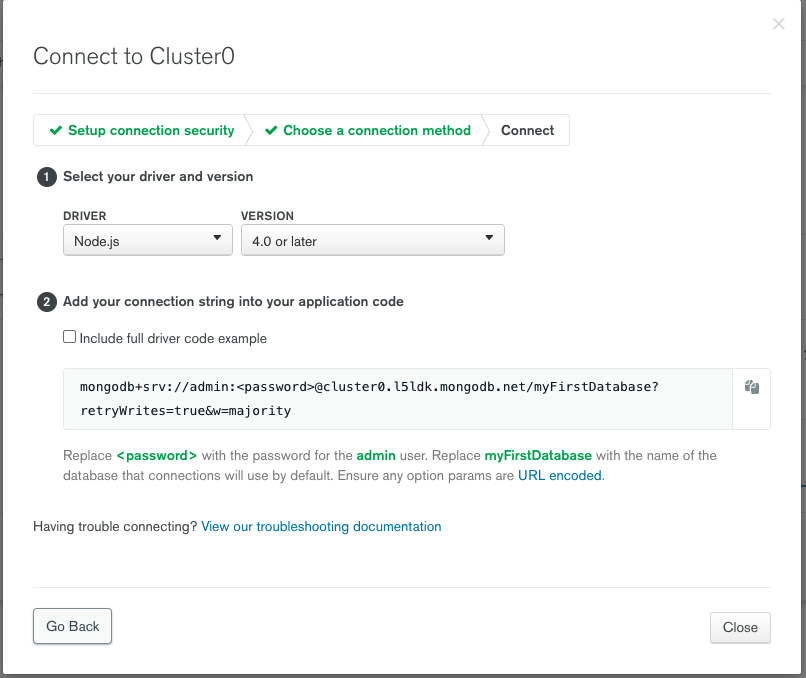 Connect to Cluster0
Setup connection security
Choose a connection method
Connect
1 Select your driver and version
DRIVER
VERSION
Node.js
4.0 or later
2 Add your connection string into your application code
Include full driver code example
mongodb+srv://admin:<password>@cluster0.l5ldk.mongodb.net/myFirstDatabase?
retryWrites=true&w=majority
Replace <password> with the password for the admin user. Replace myFirstDatabase with the name of the
database that connections will use by default. Ensure any option params are URL encoded.
Having trouble connecting? View our troubleshooting documentation
Go Back
Close